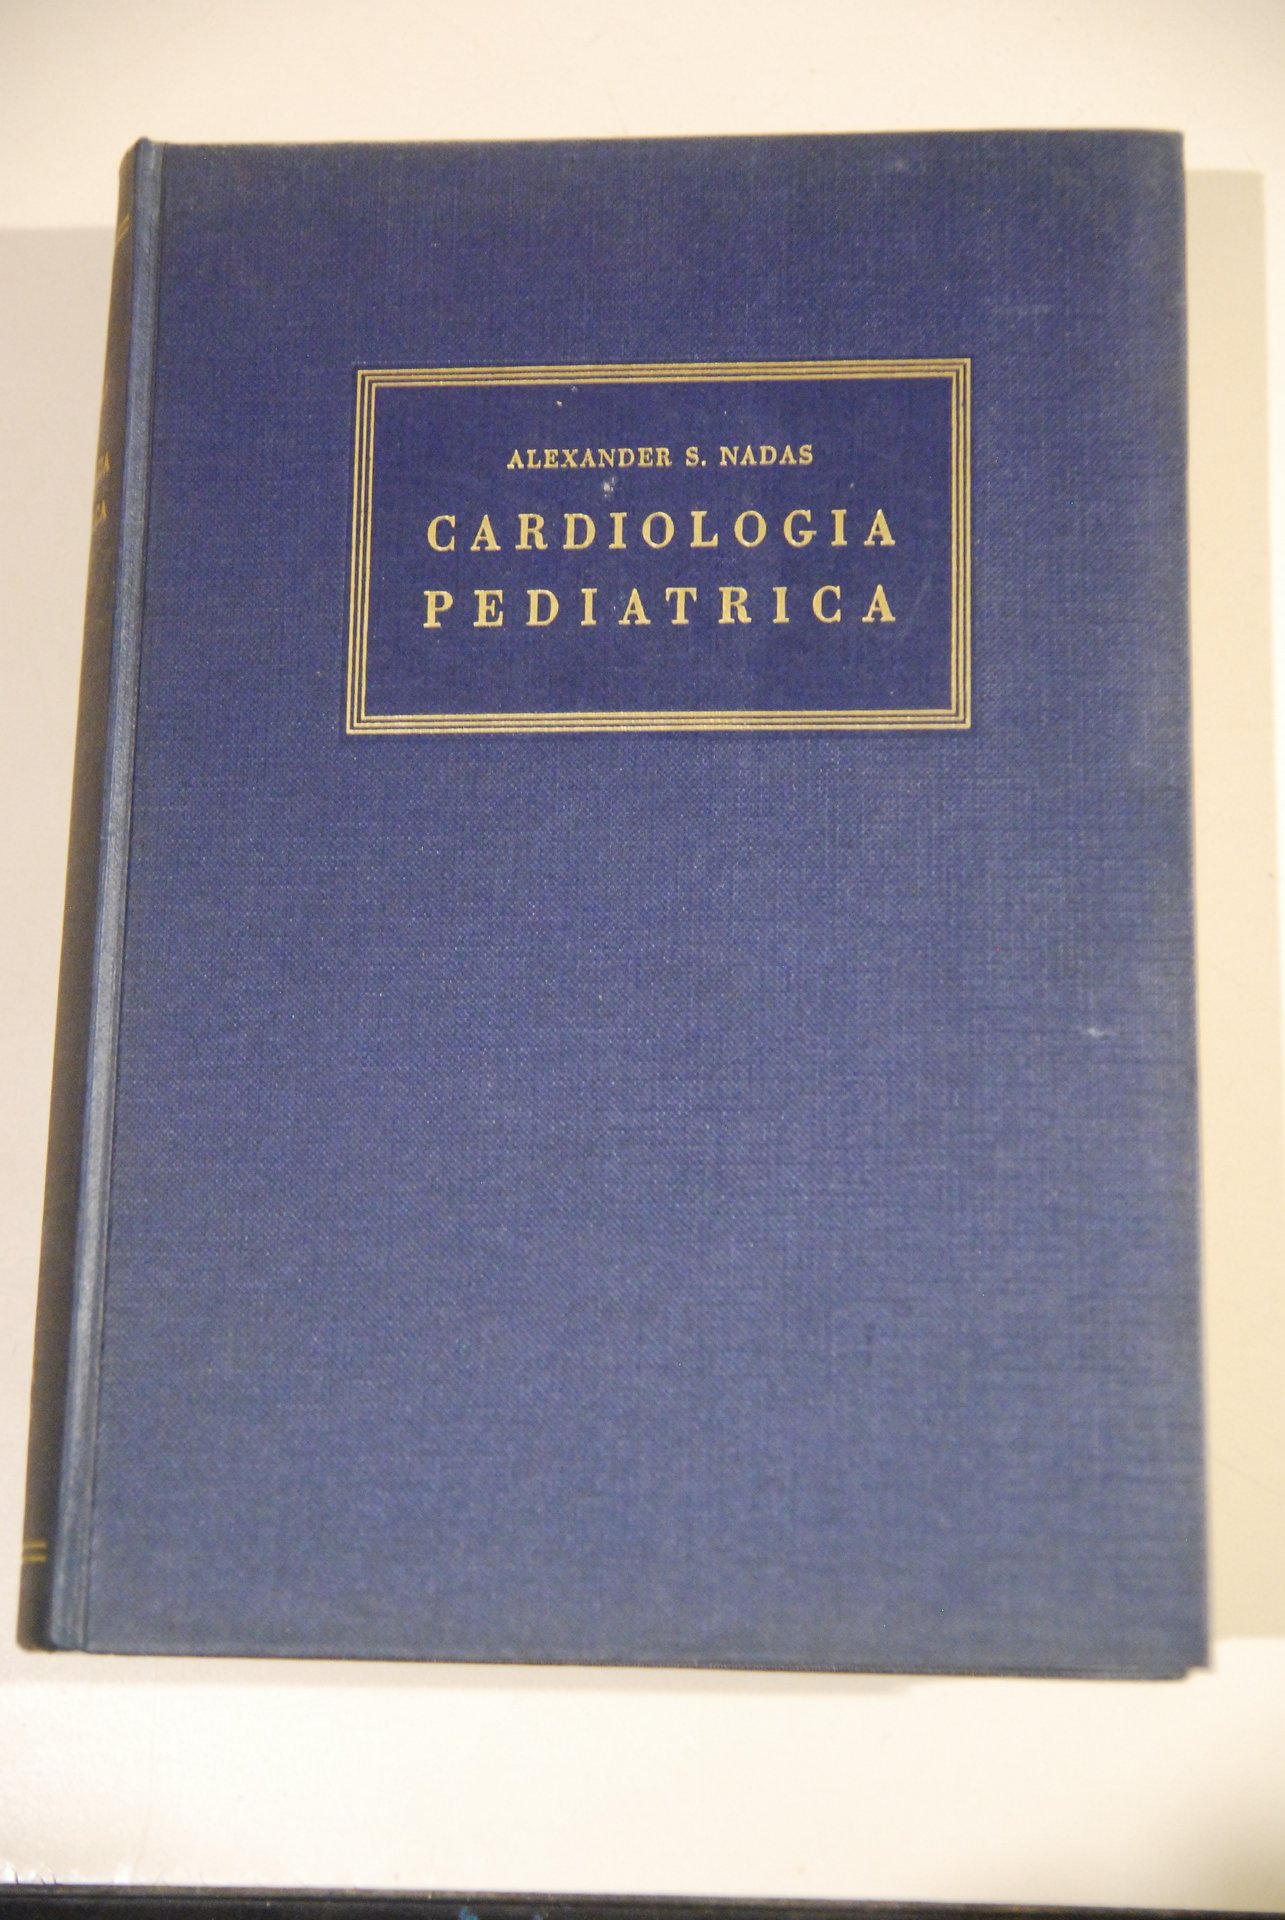 ALEXANDER S. NADAS
CARDIOLOGIA
PEDIATRICA